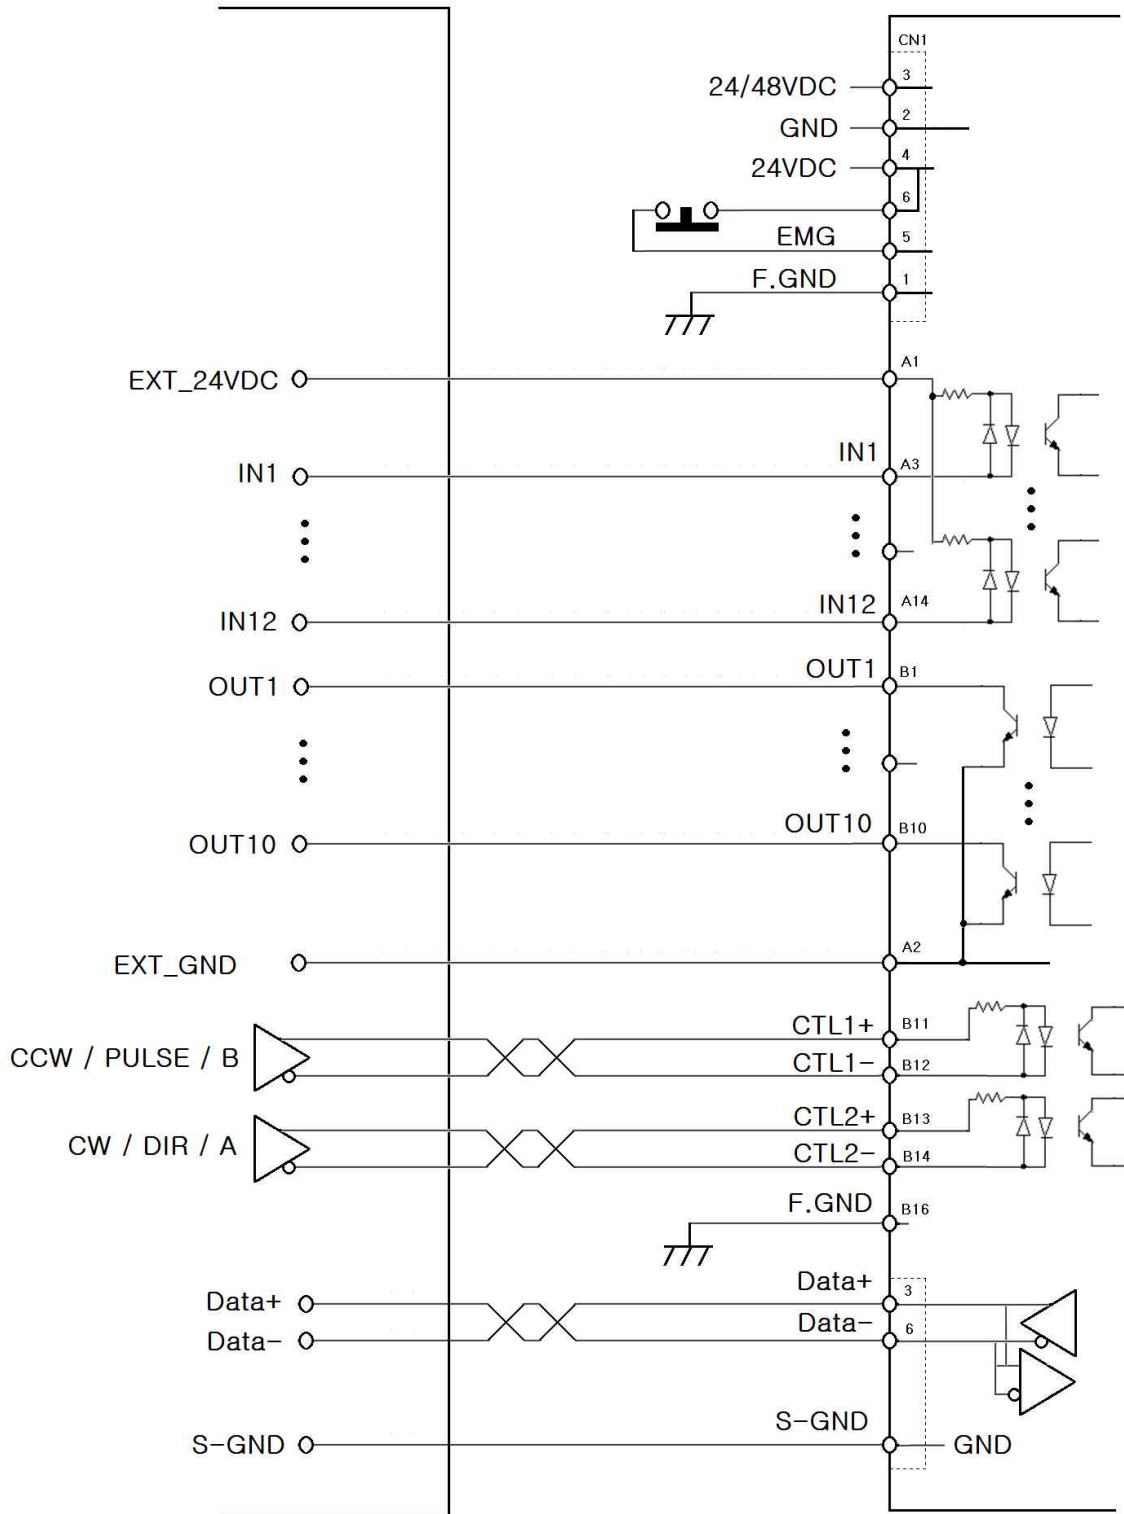 CN1
24/48VDC 3
GND 2
24VDC 4
6
EMG 5
F.GND 1
EXT_24VDC A1
IN1 IN1 A3
IN12 IN12 A14
OUT1 OUT1 B1
OUT10 OUT10 B10
EXT_GND A2
CCW / PULSE / B
CTL1+ B11
CTL1- B12
CW / DIR / A
CTL2+ B13
CTL2- B14
F.GND B16
Data+ Data+ 3
Data- Data- 6
S-GND S-GND GND